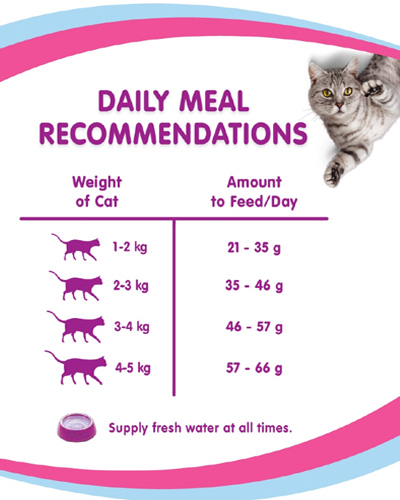 DAILY MEAL
RECOMMENDATIONS
Weight of Cat
Amount to Feed/Day
1-2 kg 21 - 35 g
2-3 kg 35 - 46 g
3-4 kg 46 - 57 g
4-5 kg 57 - 66 g
Supply fresh water at all times.